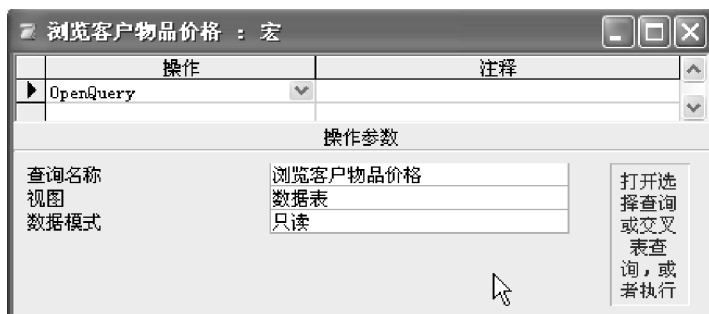 浏览客户物品价格 : 宏
操作 注释
OpenQuery
操作参数
查询名称 浏览客户物品价格
视图 数据表
数据模式 只读
打开选
择查询
或交叉
表查
询，或
者执行